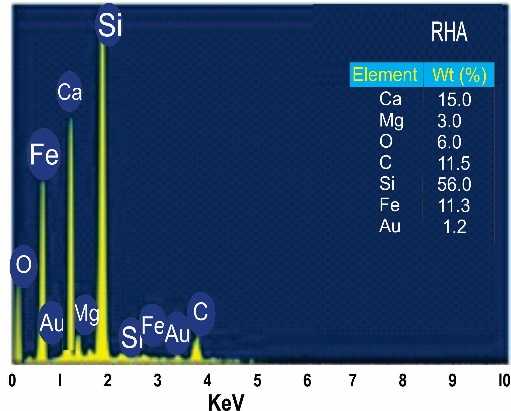 Si
RHA
Element Wt (%)
Ca 15.0
Mg 3.0
O 6.0
C 11.5
Si 56.0
Fe 11.3
Au 1.2
Ca
Fe
O
Au
Mg
Si
Fe
Au
C
0 1 2 3 4 5 6 7 8 9 10
KeV